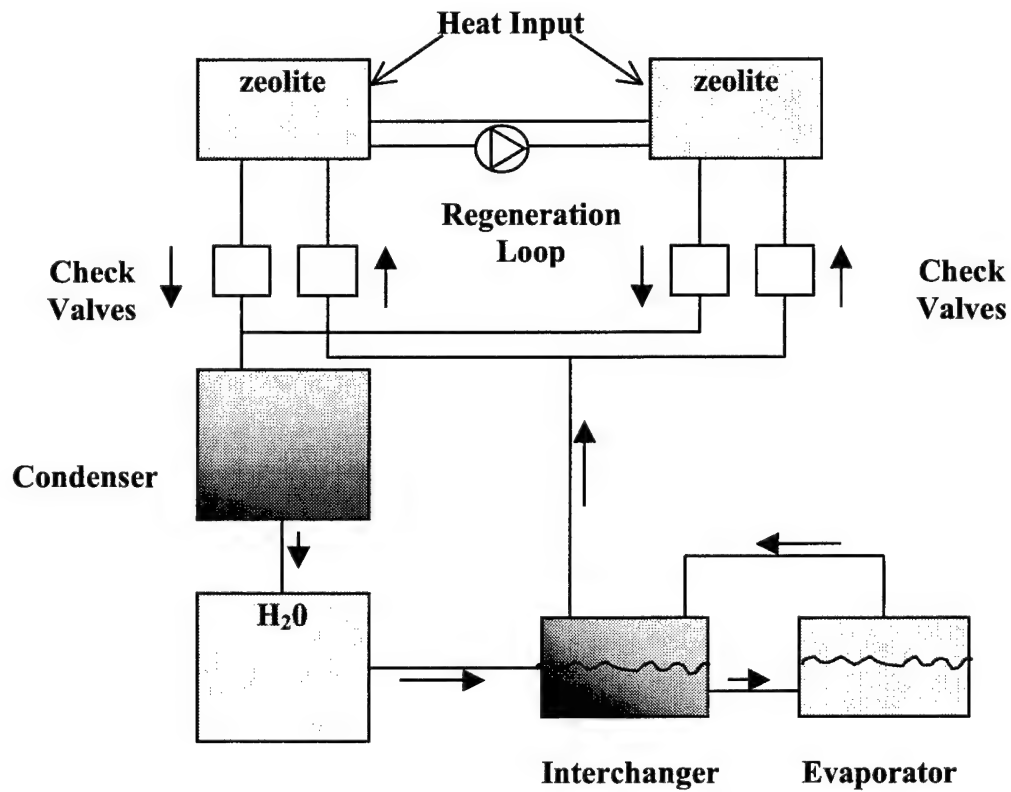 Heat Input
zeolite
zeolite
Regeneration
Loop
Check
Valves
Check
Valves
Condenser
H₂0
Interchanger
Evaporator